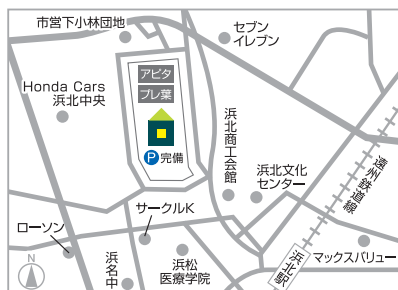 市営下小林団地
セブン
イレブン
アピタ
プレ葉
Honda Cars
浜北中央
P完備
浜北商工会館
浜北文化
センター
遠州鉄道線
サークルK
ローソン
浜名中
浜松
医療学院
浜北駅
マックスバリュー
N